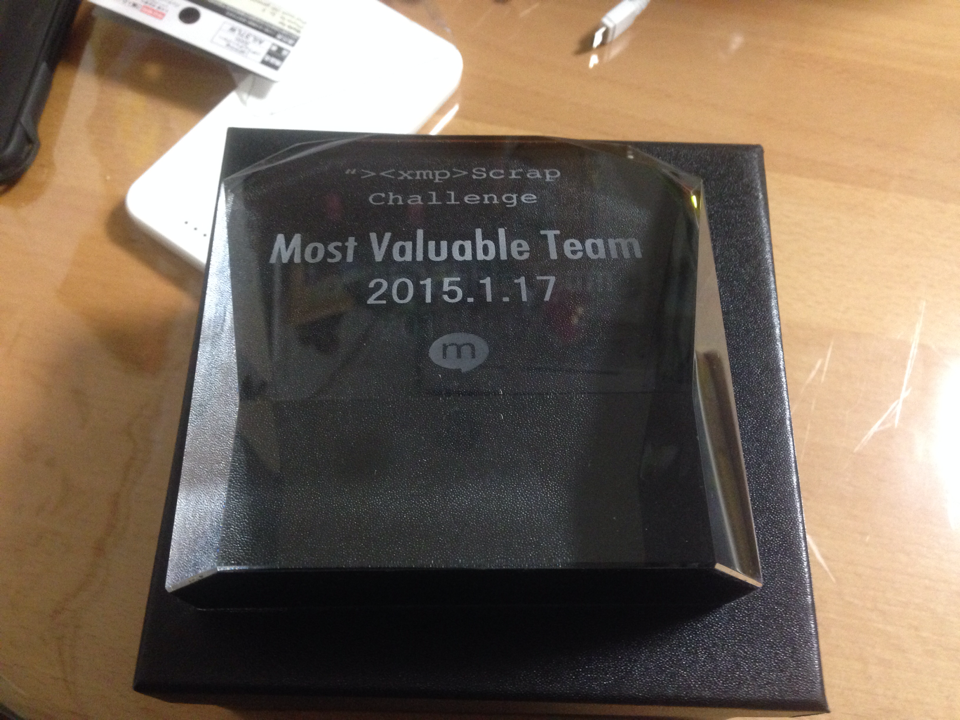 “><xmp>Scrap
Challenge
Most Valuable Team
2015.1.17
m